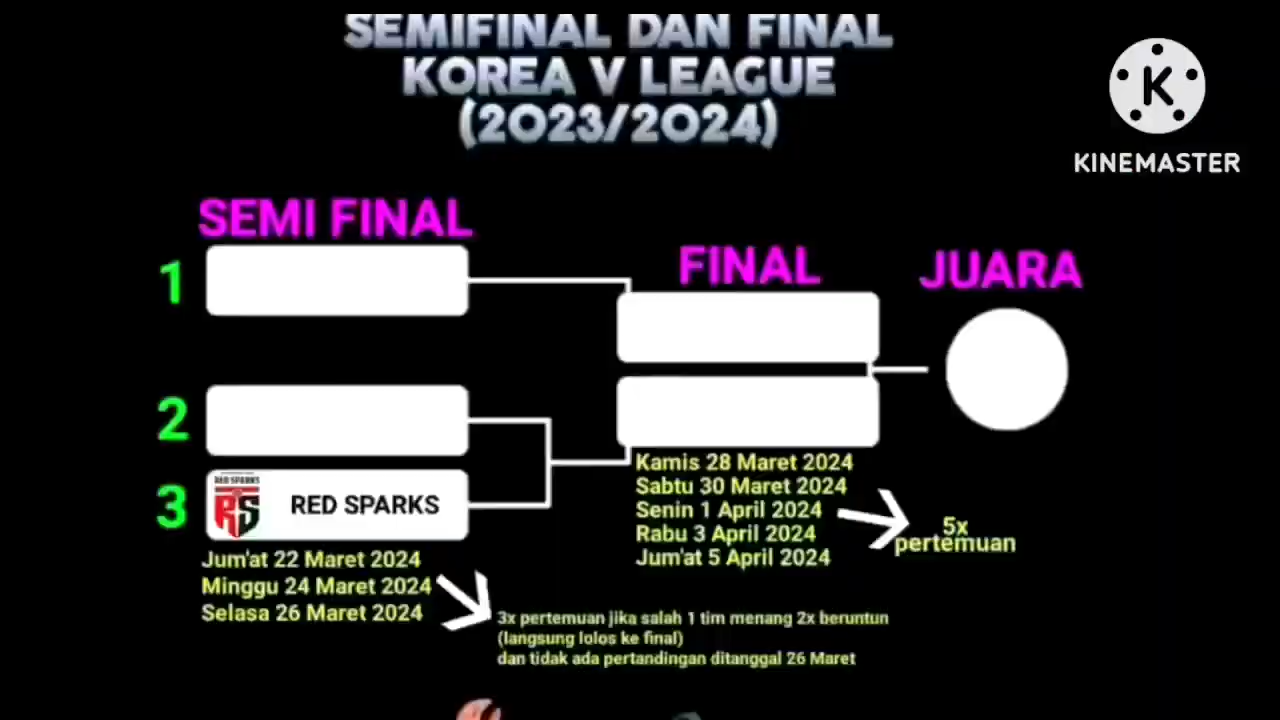 SEMIFINAL DAN FINAL
KOREA V LEAGUE
(2023/2024)
K
KINEMASTER
SEMI FINAL
1
FINAL
JUARA
2
3
RED SPARKS
RS
RED SPARKS
Jum'at 22 Maret 2024
Minggu 24 Maret 2024
Selasa 26 Maret 2024
Kamis 28 Maret 2024
Sabtu 30 Maret 2024
Senin 1 April 2024
Rabu 3 April 2024
Jum'at 5 April 2024
5x
pertemuan
3x pertemuan jika salah 1 tim menang 2x beruntun
(langsung lolos ke final)
dan tidak ada pertandingan ditanggal 26 Maret